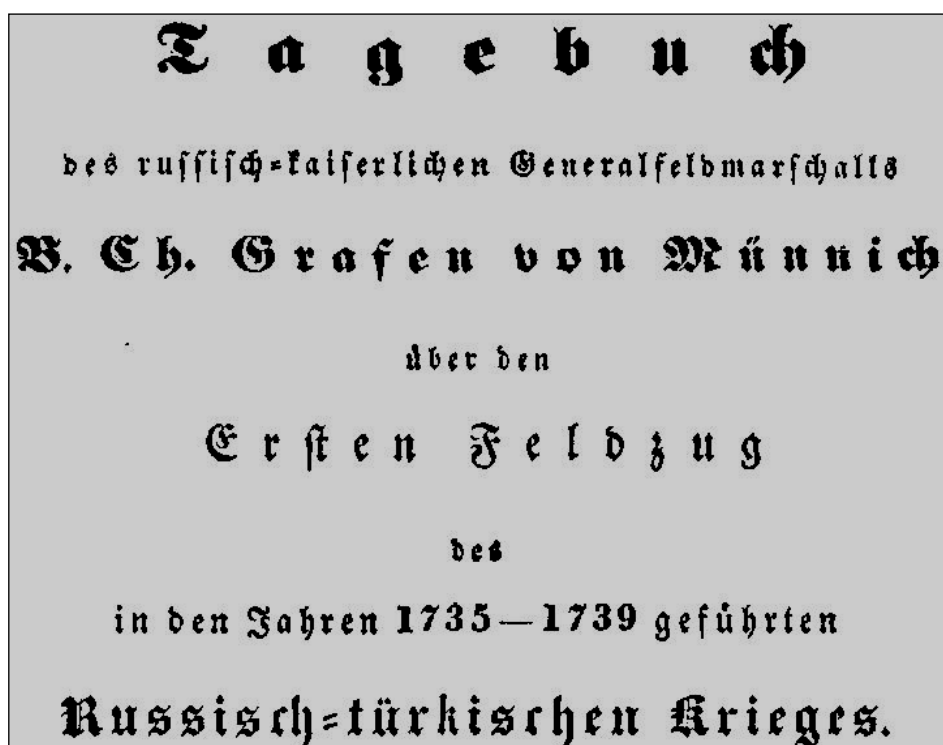 Tagebuch
des russisch-kaiserlichen Generalfeldmarschalls
B. Ch. Grafen von Münnich
über den
Ersten Feldzug
des
in den Jahren 1735—1739 geführten
Russisch-türkischen Krieges.